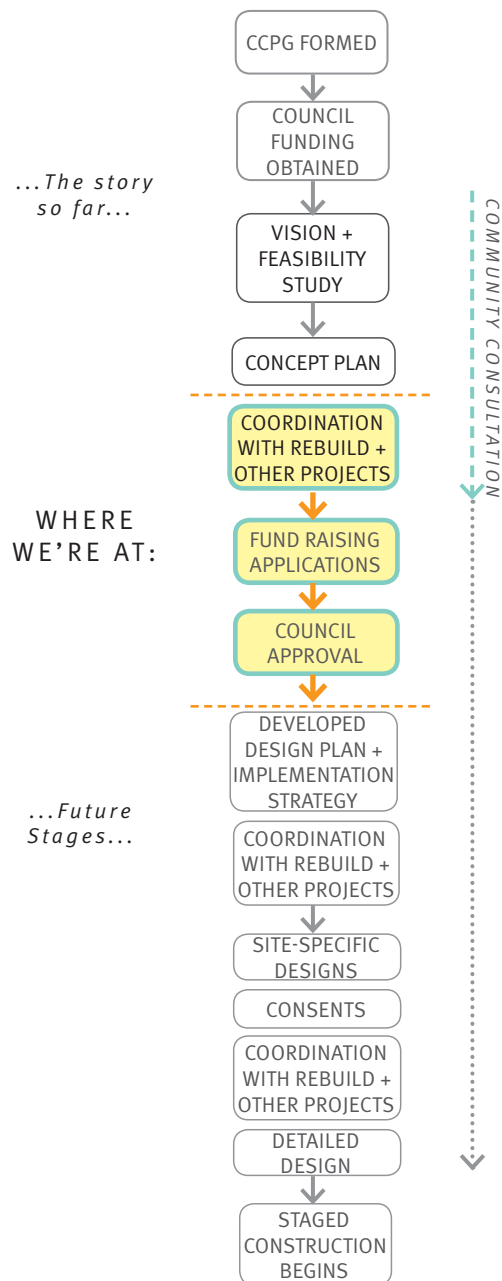 CCPG FORMED
COUNCIL
FUNDING
OBTAINED
...The story
so far...
VISION +
FEASIBILITY
STUDY
CONCEPT PLAN
COMMUNITY CONSULTATION
COORDINATION
WITH REBUILD +
OTHER PROJECTS
WHERE
WE'RE AT:
FUND RAISING
APPLICATIONS
COUNCIL
APPROVAL
DEVELOPED
DESIGN PLAN +
IMPLEMENTATION
STRATEGY
...Future
Stages...
COORDINATION
WITH REBUILD +
OTHER PROJECTS
SITE-SPECIFIC
DESIGNS
CONSENTS
COORDINATION
WITH REBUILD +
OTHER PROJECTS
DETAILED
DESIGN
STAGED
CONSTRUCTION
BEGINS